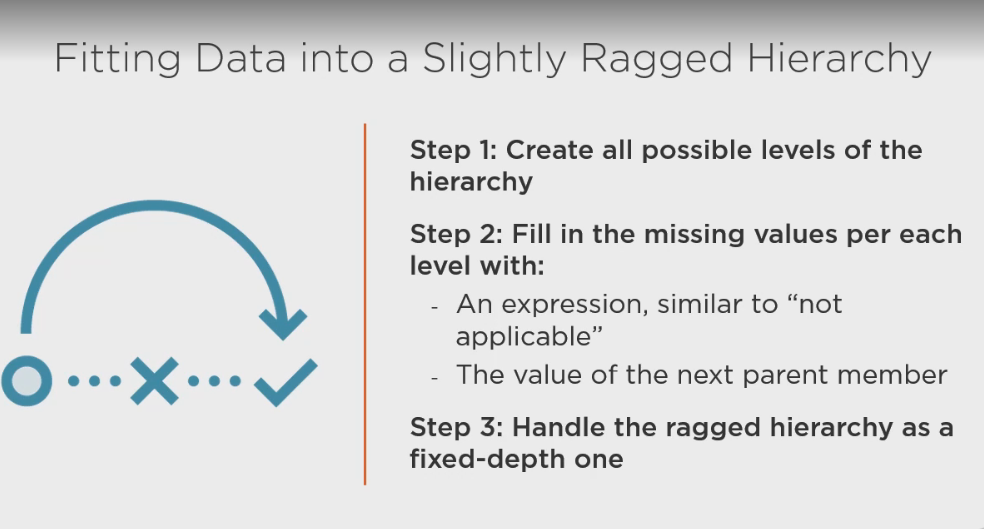 Fitting Data into a Slightly Ragged Hierarchy
Step 1: Create all possible levels of the
hierarchy
Step 2: Fill in the missing values per each
level with:
- An expression, similar to “not
applicable”
- The value of the next parent member
Step 3: Handle the ragged hierarchy as a
fixed-depth one